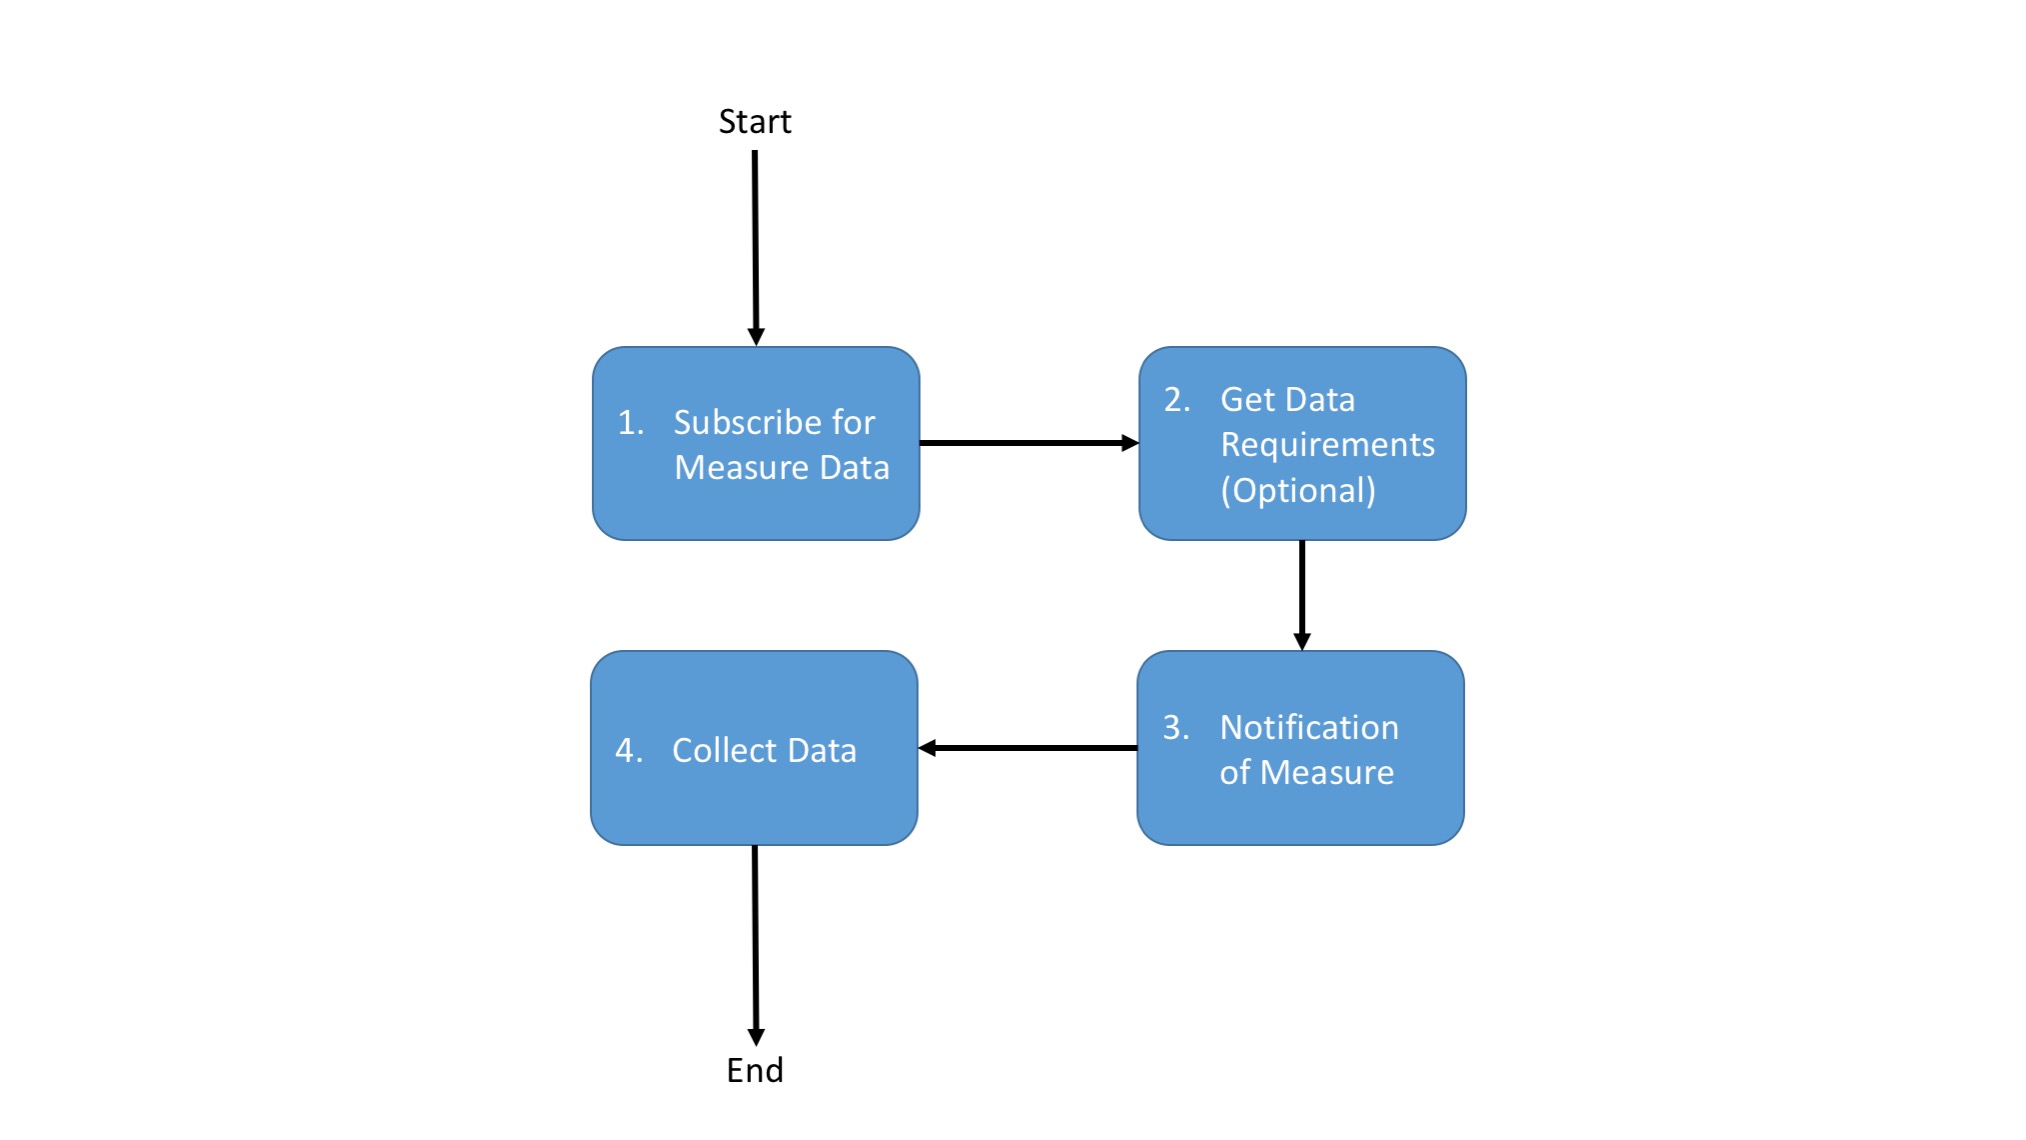 Start
1. Subscribe for
Measure Data
2. Get Data
Requirements
(Optional)
3. Notification
of Measure
4. Collect Data
End